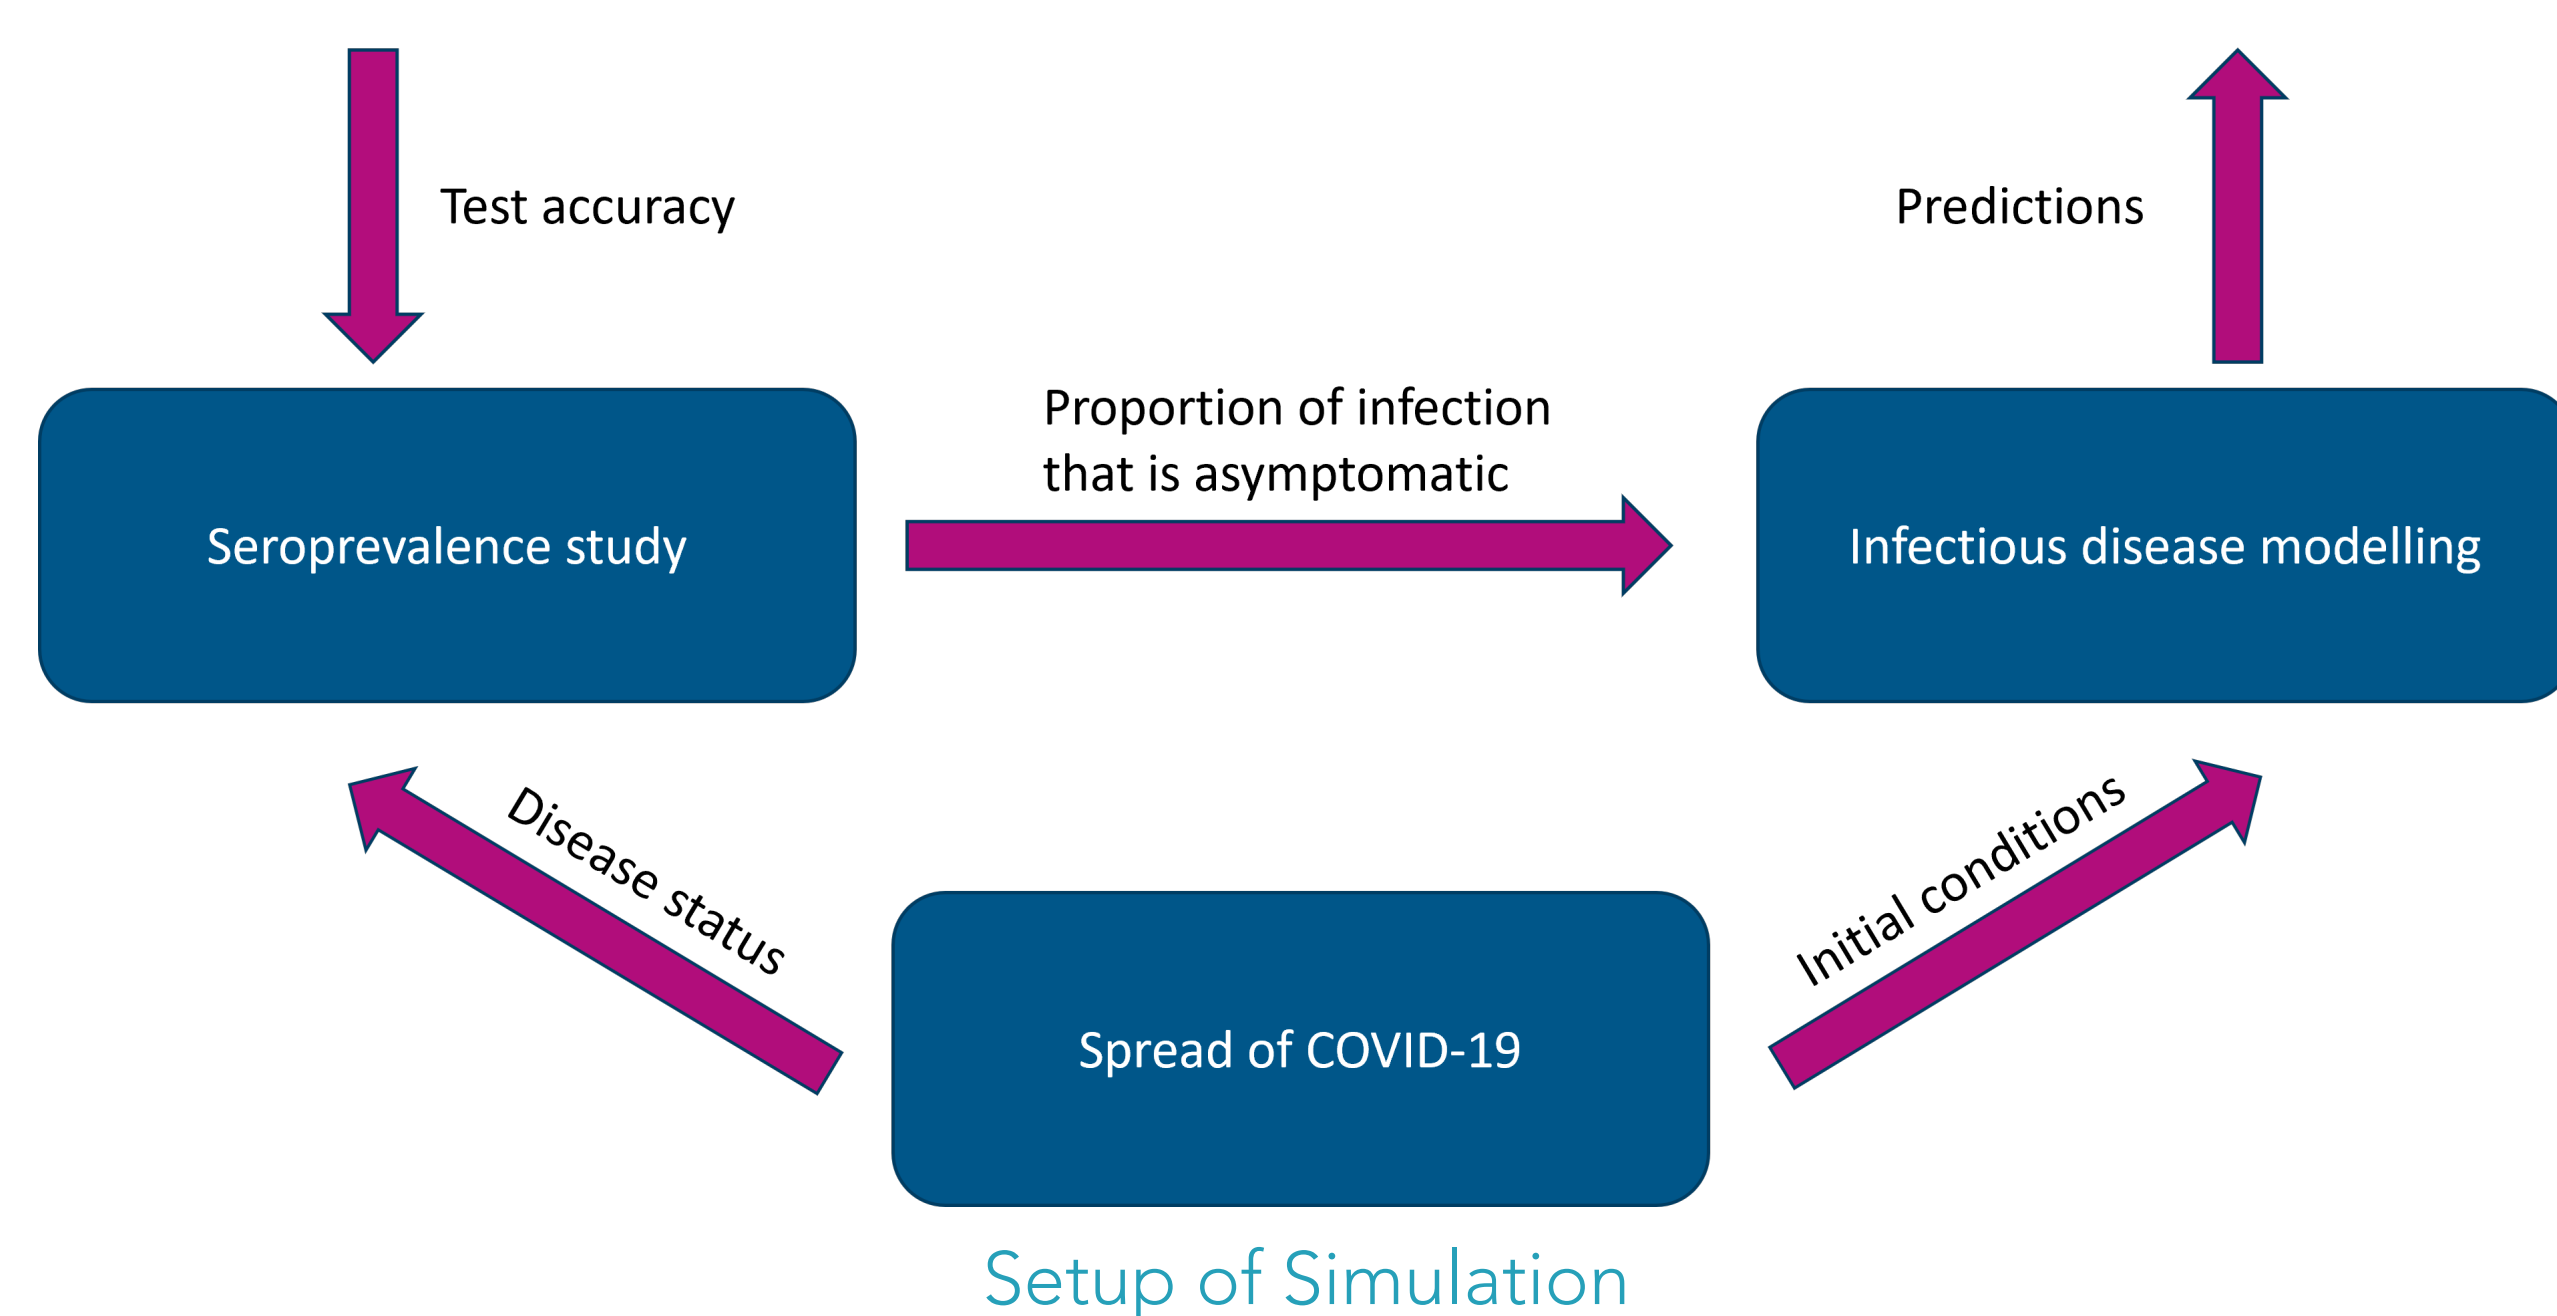 Test accuracy
Predictions
Proportion of infection
that is asymptomatic
Seroprevalence study
Infectious disease modelling
Disease status
Initial conditions
Spread of COVID-19
Setup of Simulation